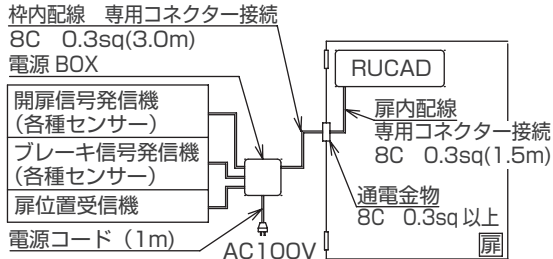 枠内配線　専用コネクター接続
8C　0.3sq(3.0m)
電源 BOX
開扉信号発信機
(各種センサー)
ブレーキ信号発信機
(各種センサー)
扉位置受信機
電源コード（1m）
AC100V
RUCAD
扉内配線
専用コネクター接続
8C　0.3sq(1.5m)
通電金物
8C　0.3sq 以上
扉